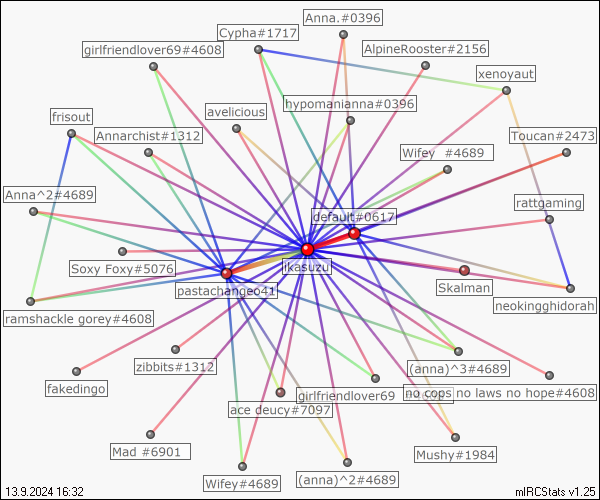 Anna.#0396
Cypha#1717
girlfriendlover69#4608
AlpineRooster#2156
xenoyaut
hypomanianna#0396
avelicious
frisout
Annarchist#1312
Toucan#2473
Wifey #4689
Anna^2#4689
rattgaming
default#0617
Soxy Foxy#5076
ikasuzu
Skalman
pastachangeo41
neokingghidorah
ramshackle gorey#4608
zibbits#1312
(anna)^3#4689
fakedingo
girlfriendlover69
no cops no laws no hope#4608
ace deucy#7097
Mad #6901
Mushy#1984
Wifey#4689
(anna)^2#4689
13.9.2024 16:32
mIRCStats v1.25